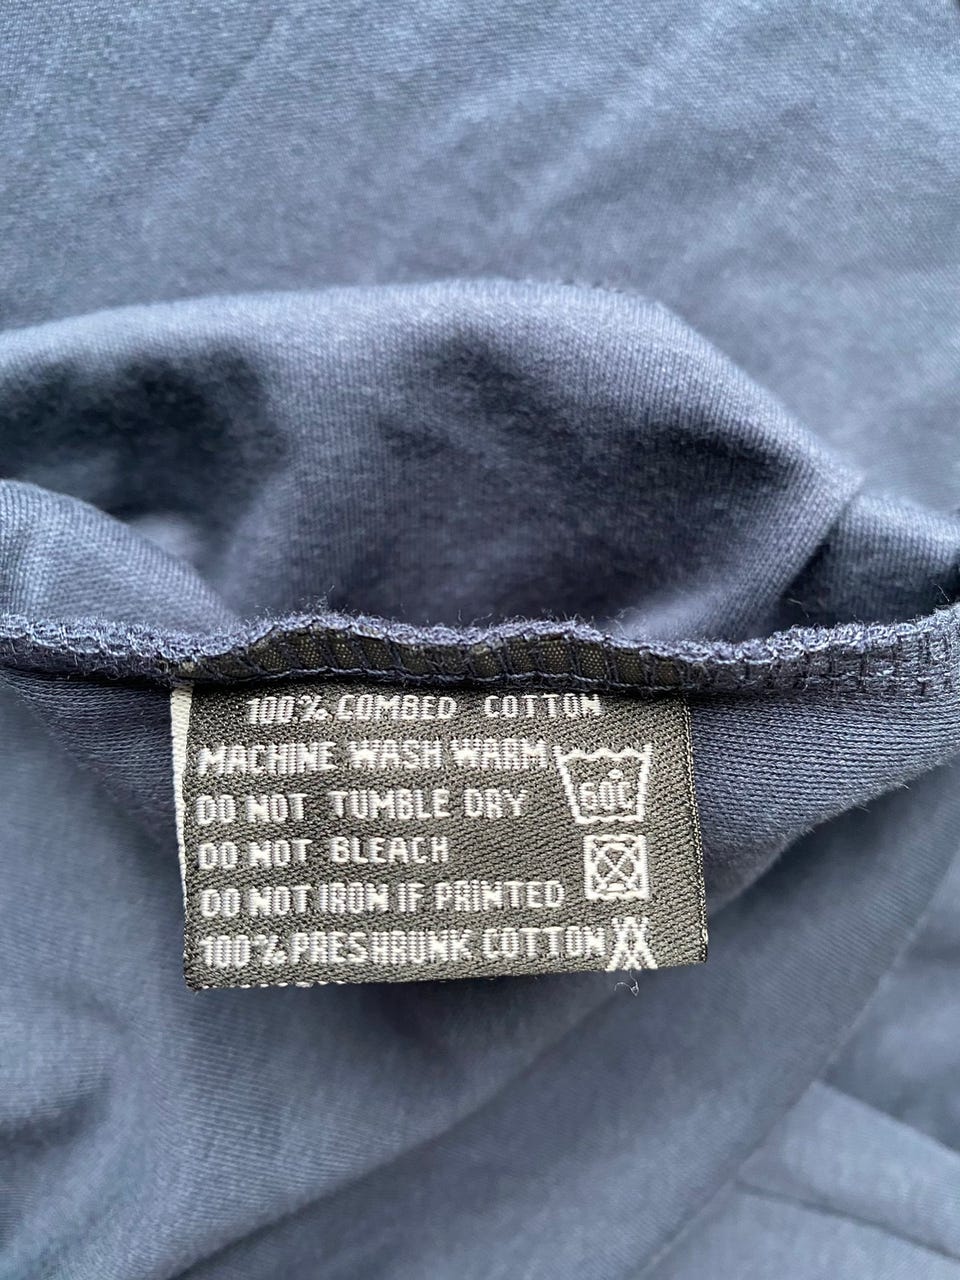 100% COMBED COTTON
MACHINE WASH WARM
DO NOT TUMBLE DRY
DO NOT BLEACH
DO NOT IRON IF PRINTED
100% PRESHRUNK COTTON